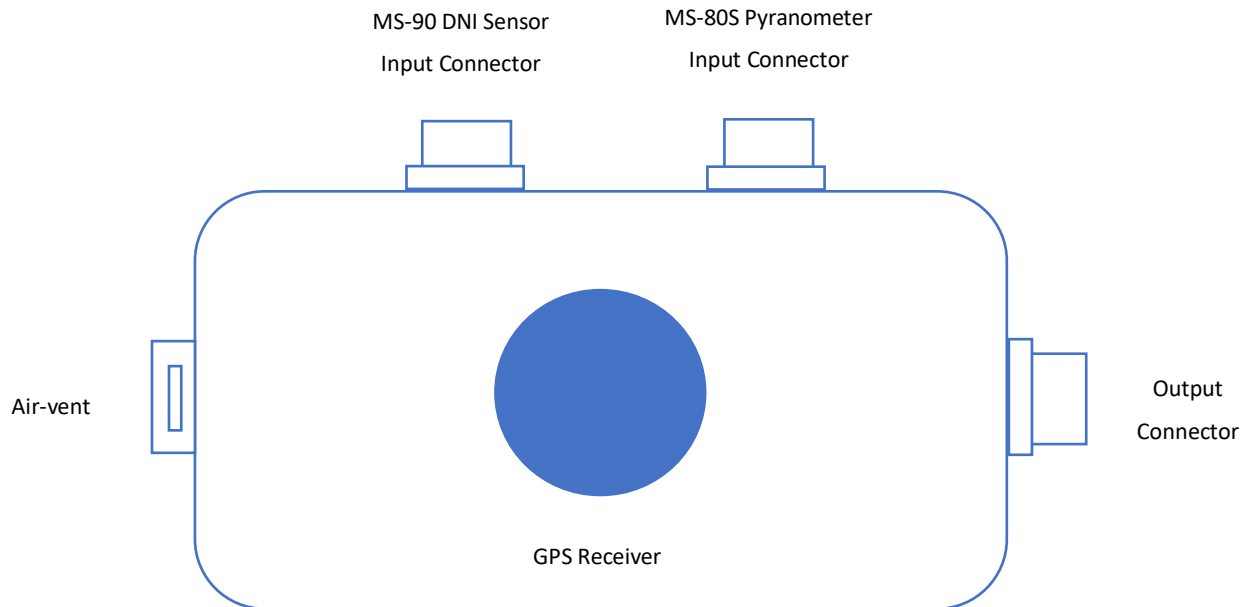 MS-90 DNI Sensor
Input Connector
MS-80S Pyranometer
Input Connector
Air-vent
Output
Connector
GPS Receiver